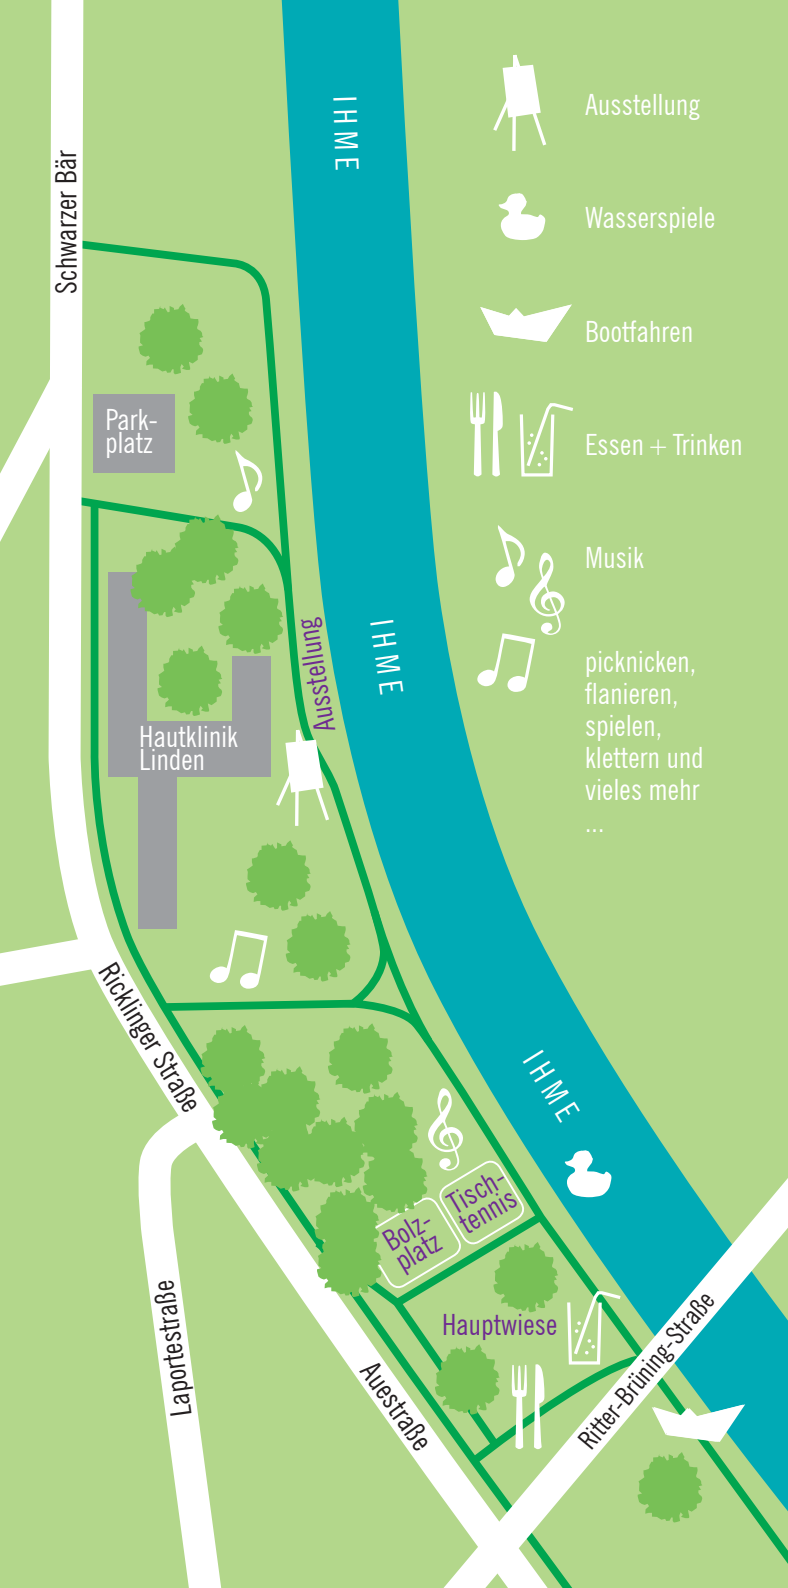 IHME
Ausstellung
Schwarzer Bär
Wasserspiele
Bootfahren
Park-
platz
Essen + Trinken
Musik
IHME
Ausstellung
picknicken,
flanieren,
spielen,
klettern und
vieles mehr
...
Hautklinik
Linden
Ricklinger Straße
IHME
Tisch-
tennis
Bolz-
platz
Hauptwiese
Laportestraße
Auestraße
Ritter-Brüning-Straße